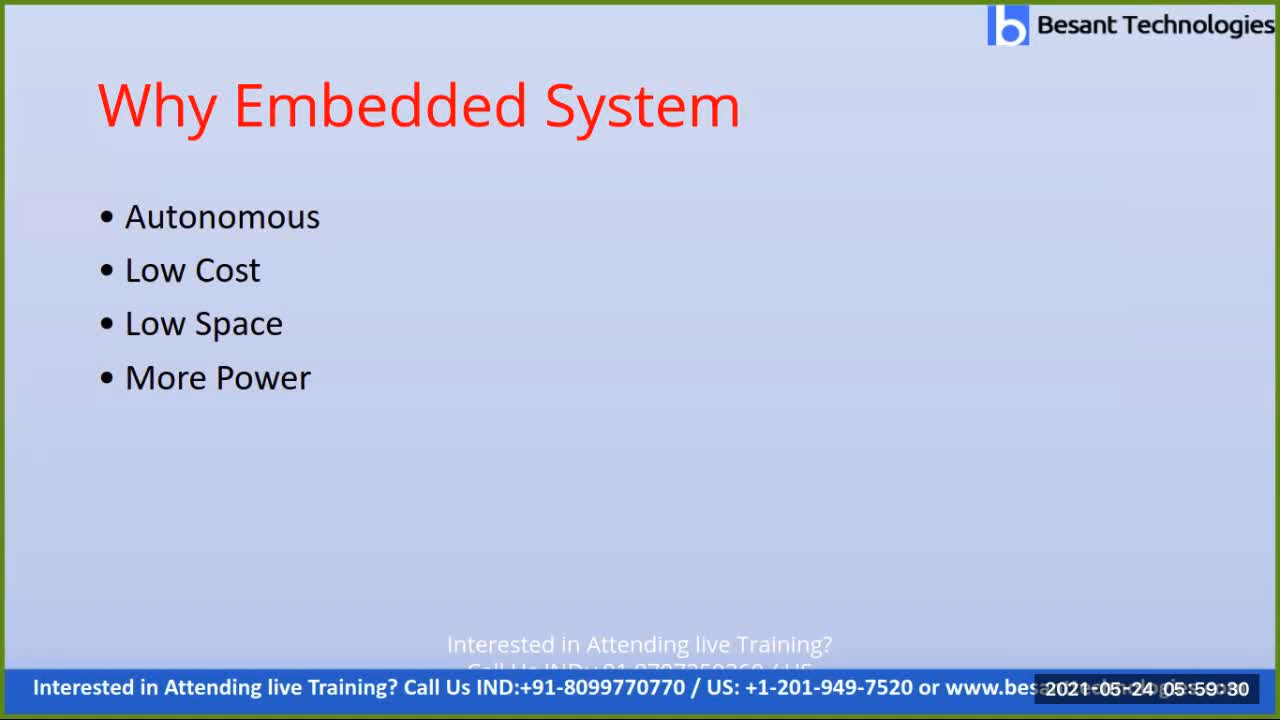 Besant Technologies
Why Embedded System
• Autonomous
• Low Cost
• Low Space
• More Power
Interested in Attending live Training?
Interested in Attending live Training? Call Us IND:+91-8099770770 / US: +1-201-949-7520 or
2021-05-24 05:59:30